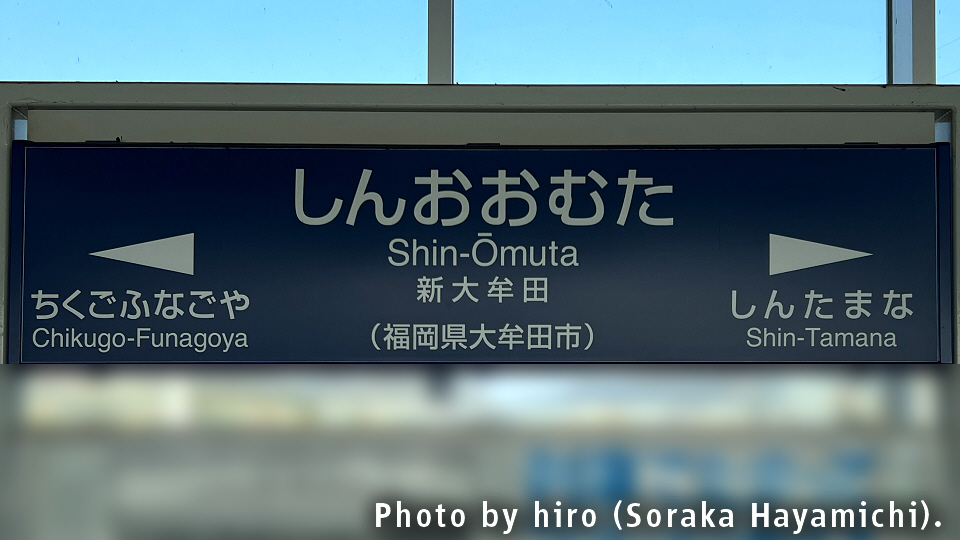 しんおおむた
Shin-Ōmuta
新大牟田
（福岡県大牟田市）
ちくごふなごや
Chikugo-Funagoya
しんたまな
Shin-Tamana
Photo by hiro (Soraka Hayamichi).